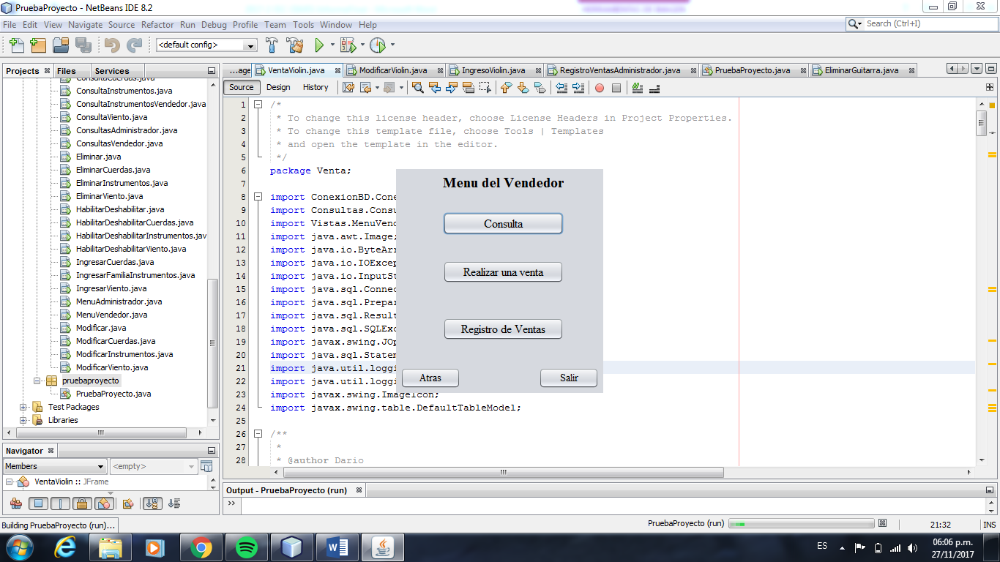 PruebaProyecto - NetBeans IDE 8.2
File Edit View Navigate Source Refactor Run Debug Profile Team Tools Window Help
Search (Ctrl+I)
<default config>
Projects Files Services
ConsultaCuerdas.java
ConsultaInstrumentos.java
ConsultaInstrumentosVendedor.java
ConsultaViento.java
ConsultasAdministrador.java
ConsultasVendedor.java
Eliminar.java
EliminarCuerdas.java
EliminarInstrumentos.java
EliminarViento.java
HabilitarDeshabilitar.java
HabilitarDeshabilitarCuerdas.java
HabilitarDeshabilitarInstrumentos.jav
HabilitarDeshabilitarViento.java
IngresarCuerdas.java
IngresarFamiliaInstrumentos.java
IngresarViento.java
MenuAdministrador.java
MenuVendedor.java
Modificar.java
ModificarCuerdas.java
ModificarInstrumentos.java
ModificarViento.java
pruebaproyecto
PruebaProyecto.java
Test Packages
Libraries
Navigator
Members <empty>
VentaViolin :: JFrame
...age VentaViolin.java ModificarViolin.java IngresoViolin.java RegistroVentasAdministrador.java PruebaProyecto.java EliminarGuitarra.java
Source Design History
1 /*
2 * To change this license header, choose License Headers in Project Properties.
3 * To change this template file, choose Tools | Templates
4 * and open the template in the editor.
5 */
6 package Venta;
7
8 import ConexionBD.Cone
9 import Consultas.Consu
10 import Vistas.MenuVend
11 import java.awt.Image;
12 import java.io.ByteArr
13 import java.io.IOExcep
14 import java.io.InputSt
15 import java.sql.Connec
16 import java.sql.Prepar
17 import java.sql.Result
18 import java.sql.SQLExc
19 import javax.swing.JOp
20 import java.sql.Statem
21 import java.util.loggi
22 import java.util.loggi
23 import javax.swing.ImageIcon;
24 import javax.swing.table.DefaultTableModel;
25
26 /**
27 *
28 * @author Dario
Menu del Vendedor
Consulta
Realizar una venta
Registro de Ventas
Atras Salir
Output - PruebaProyecto (run)
>>
Building PruebaProyecto (run)... PruebaProyecto (run) 21:32 INS
ES 06:06 p.m.
27/11/2017